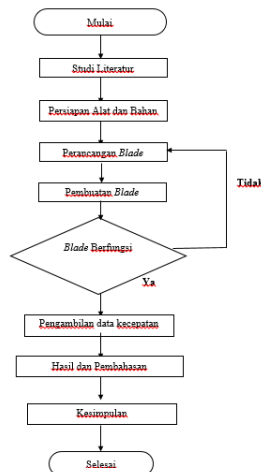 Mulai
Studi Literatur
Persiapan Alat dan Bahan
Perancangan Blade
Pembuatan Blade
Tidak
Blade Berfungsi
Ya
Pengambilan data kecepatan
Hasil dan Pembahasan
Kesimpulan
Selesai